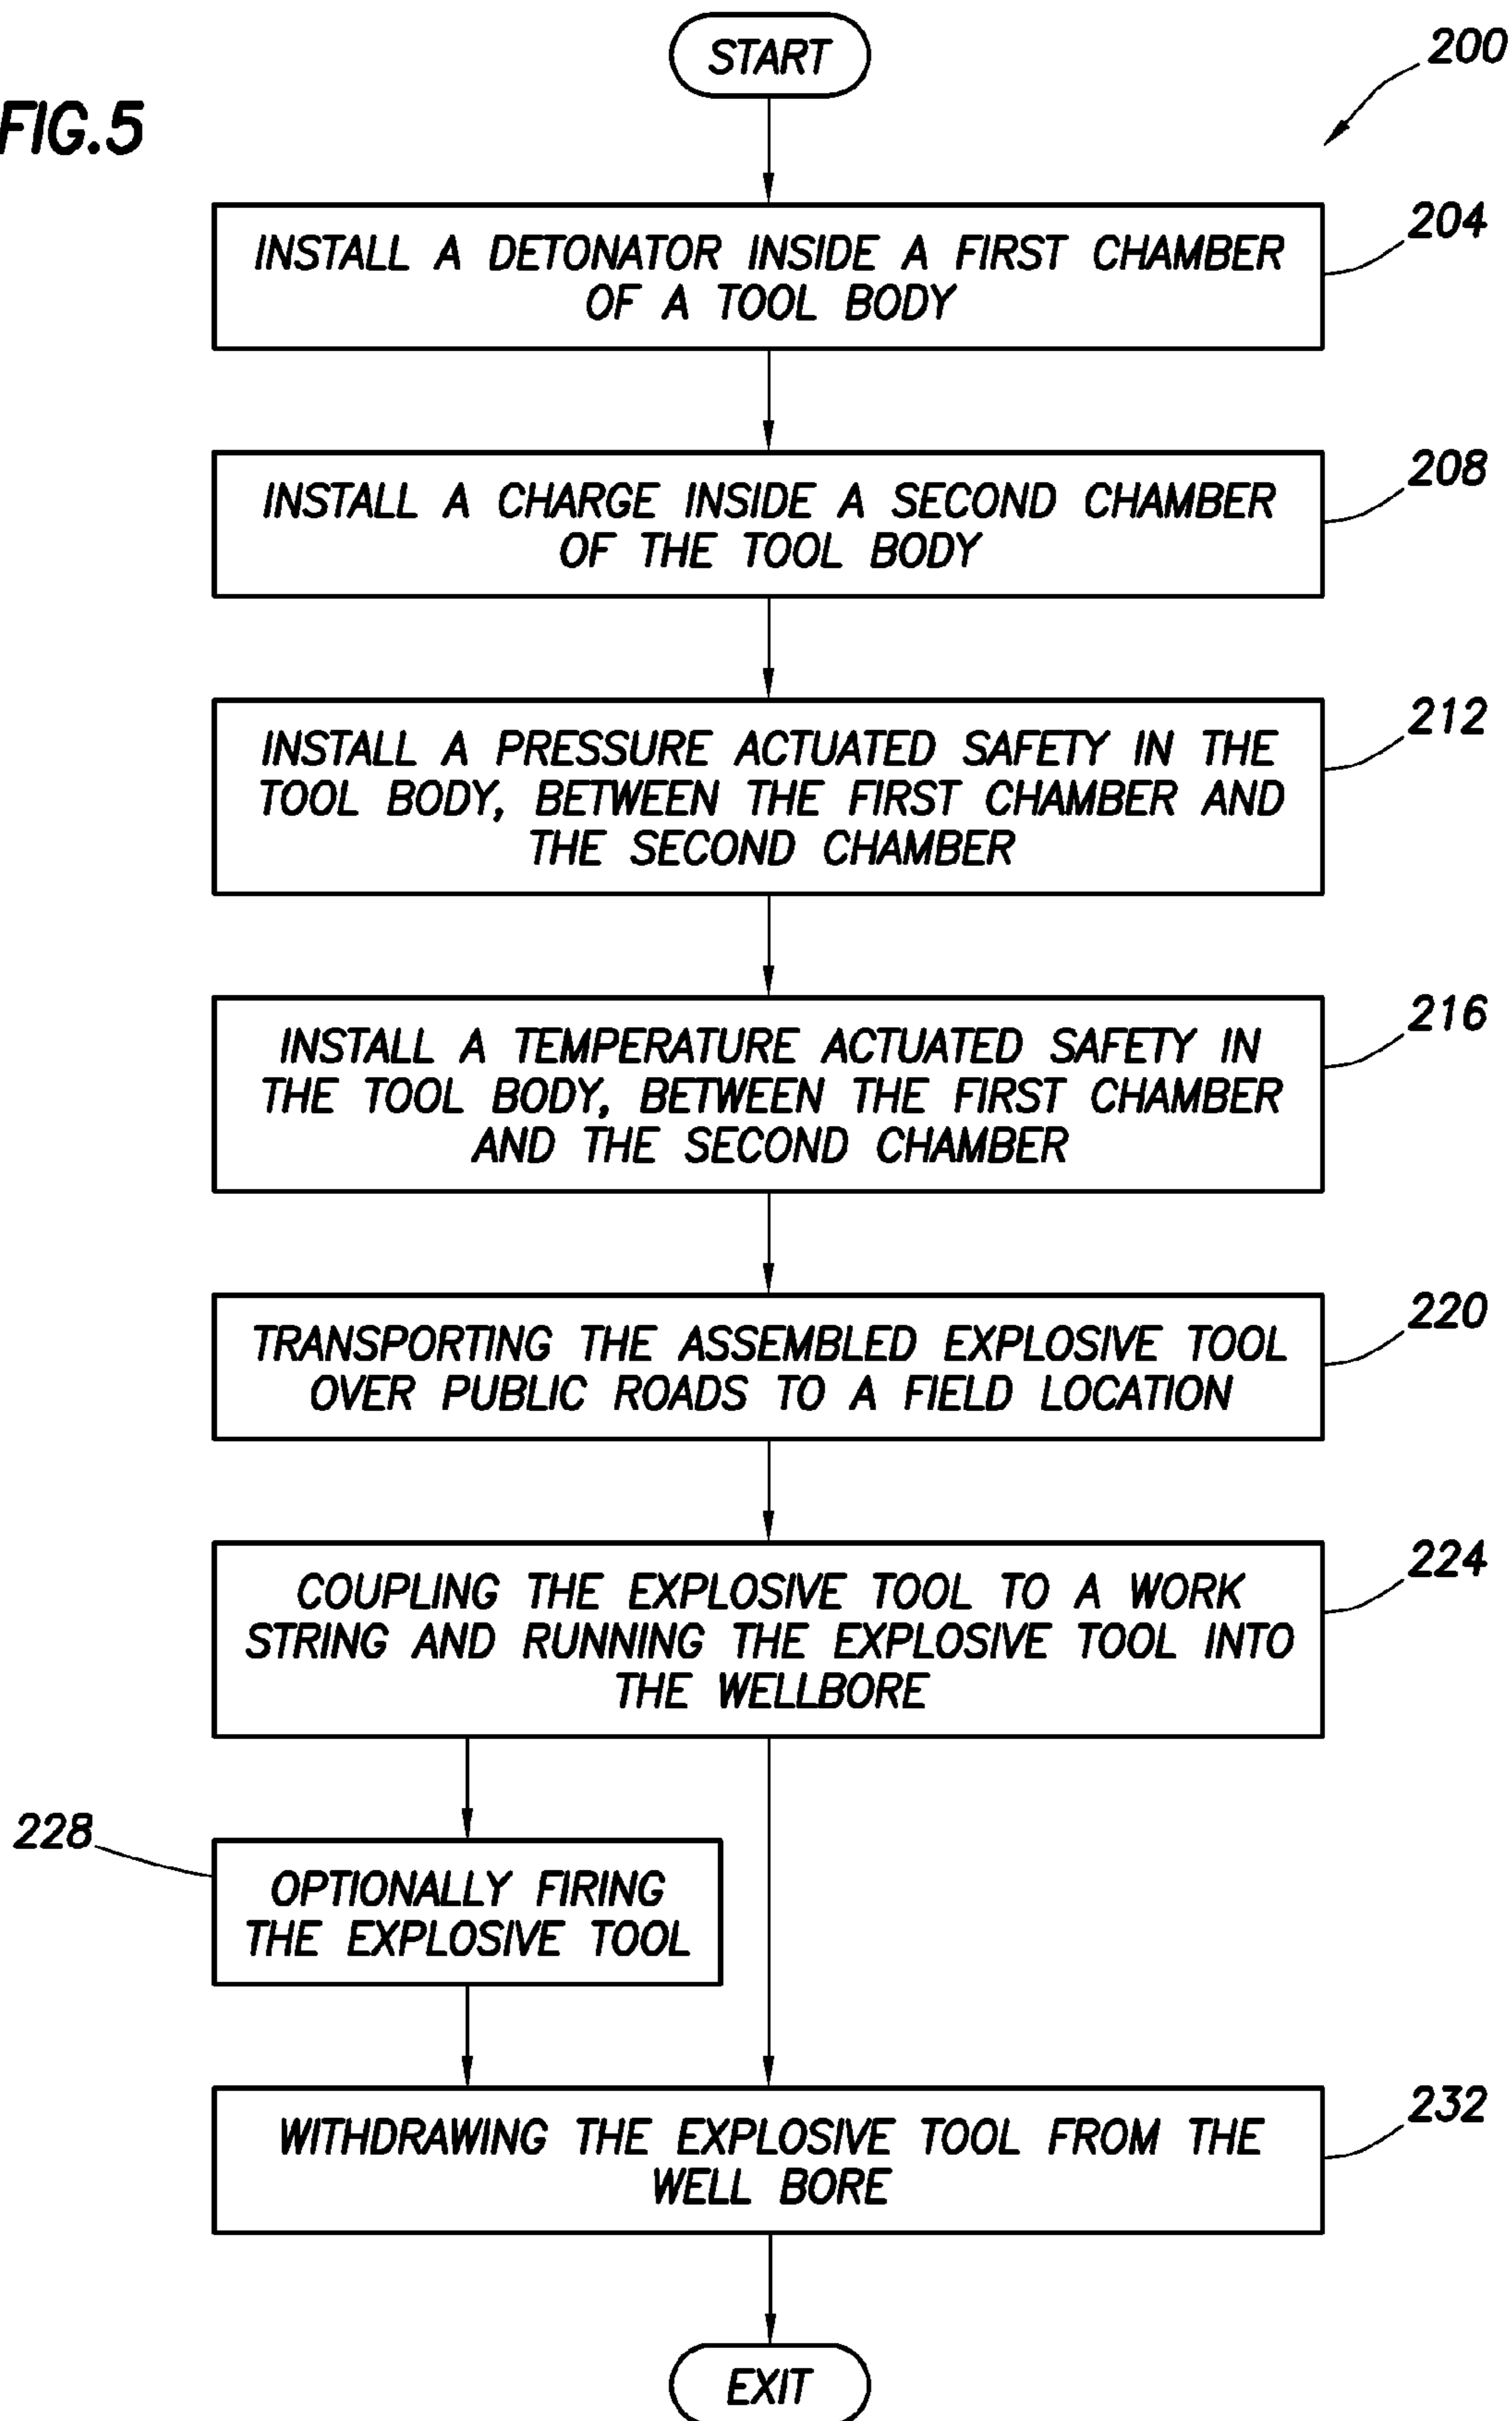 START
200
FIG.5
204
INSTALL A DETONATOR INSIDE A FIRST CHAMBER
OF A TOOL BODY
208
INSTALL A CHARGE INSIDE A SECOND CHAMBER
OF THE TOOL BODY
212
INSTALL A PRESSURE ACTUATED SAFETY IN THE
TOOL BODY, BETWEEN THE FIRST CHAMBER AND
THE SECOND CHAMBER
216
INSTALL A TEMPERATURE ACTUATED SAFETY IN
THE TOOL BODY, BETWEEN THE FIRST CHAMBER
AND THE SECOND CHAMBER
220
TRANSPORTING THE ASSEMBLED EXPLOSIVE TOOL
OVER PUBLIC ROADS TO A FIELD LOCATION
224
COUPLING THE EXPLOSIVE TOOL TO A WORK
STRING AND RUNNING THE EXPLOSIVE TOOL INTO
THE WELLBORE
228
OPTIONALLY FIRING
THE EXPLOSIVE TOOL
232
WITHDRAWING THE EXPLOSIVE TOOL FROM THE
WELL BORE
EXIT